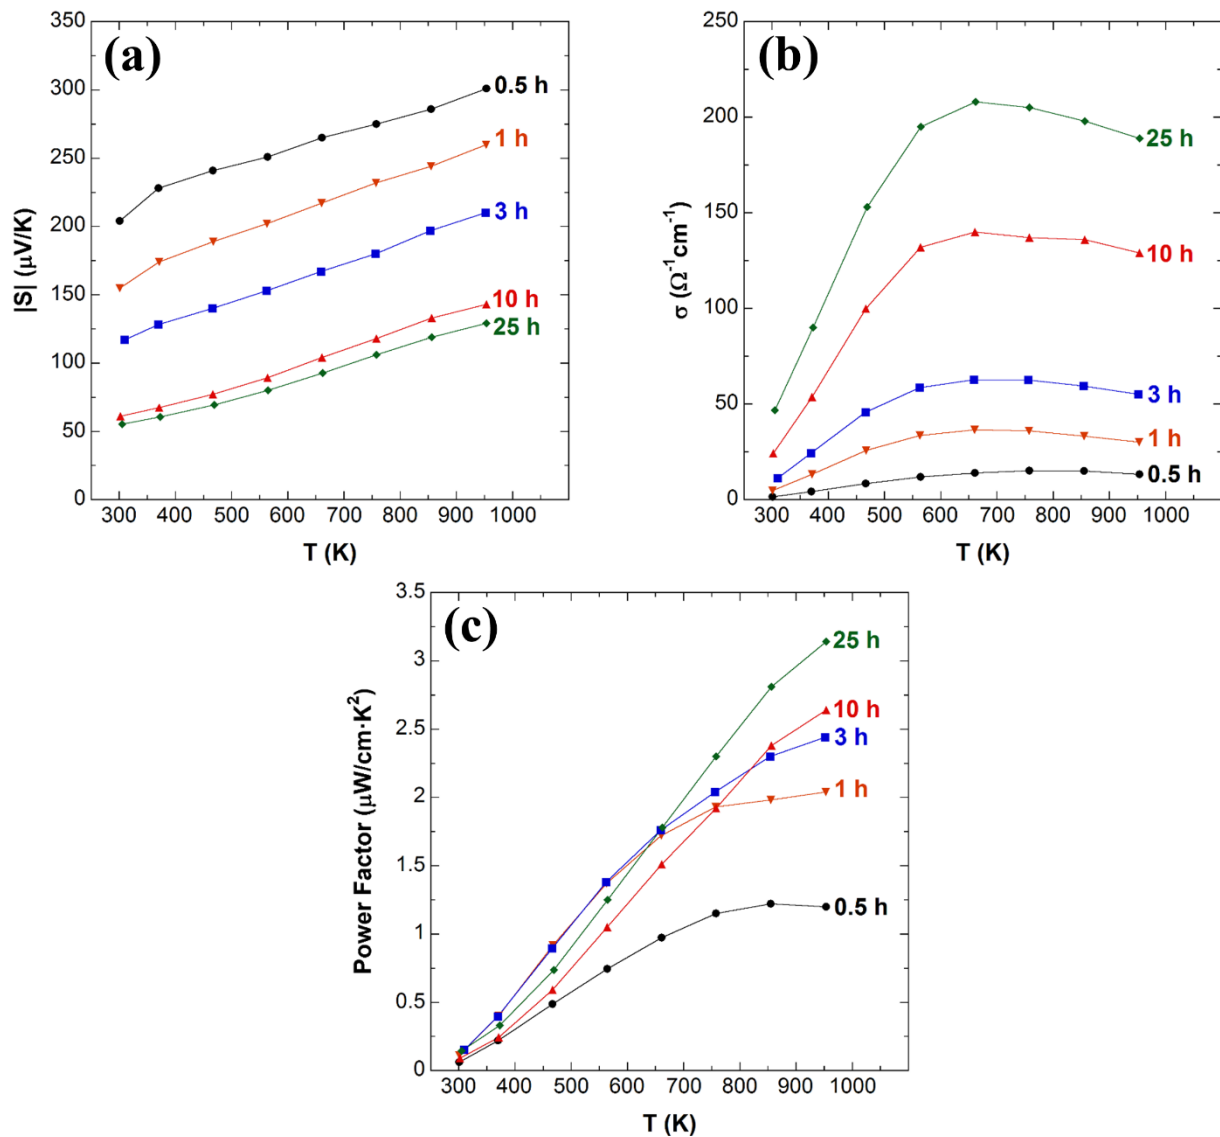 (a)
350
300
250
200
150
100
50
0
|S| (μV/K)
0.5 h
1 h
3 h
10 h
25 h
300 400 500 600 700 800 900 1000
T (K)
(b)
250
200
150
100
50
0
σ (Ω⁻¹cm⁻¹)
25 h
10 h
3 h
1 h
0.5 h
300 400 500 600 700 800 900 1000
T (K)
(c)
3.5
3
2.5
2
1.5
1
0.5
0
Power Factor (μW/cm·K²)
25 h
10 h
3 h
1 h
0.5 h
300 400 500 600 700 800 900 1000
T (K)